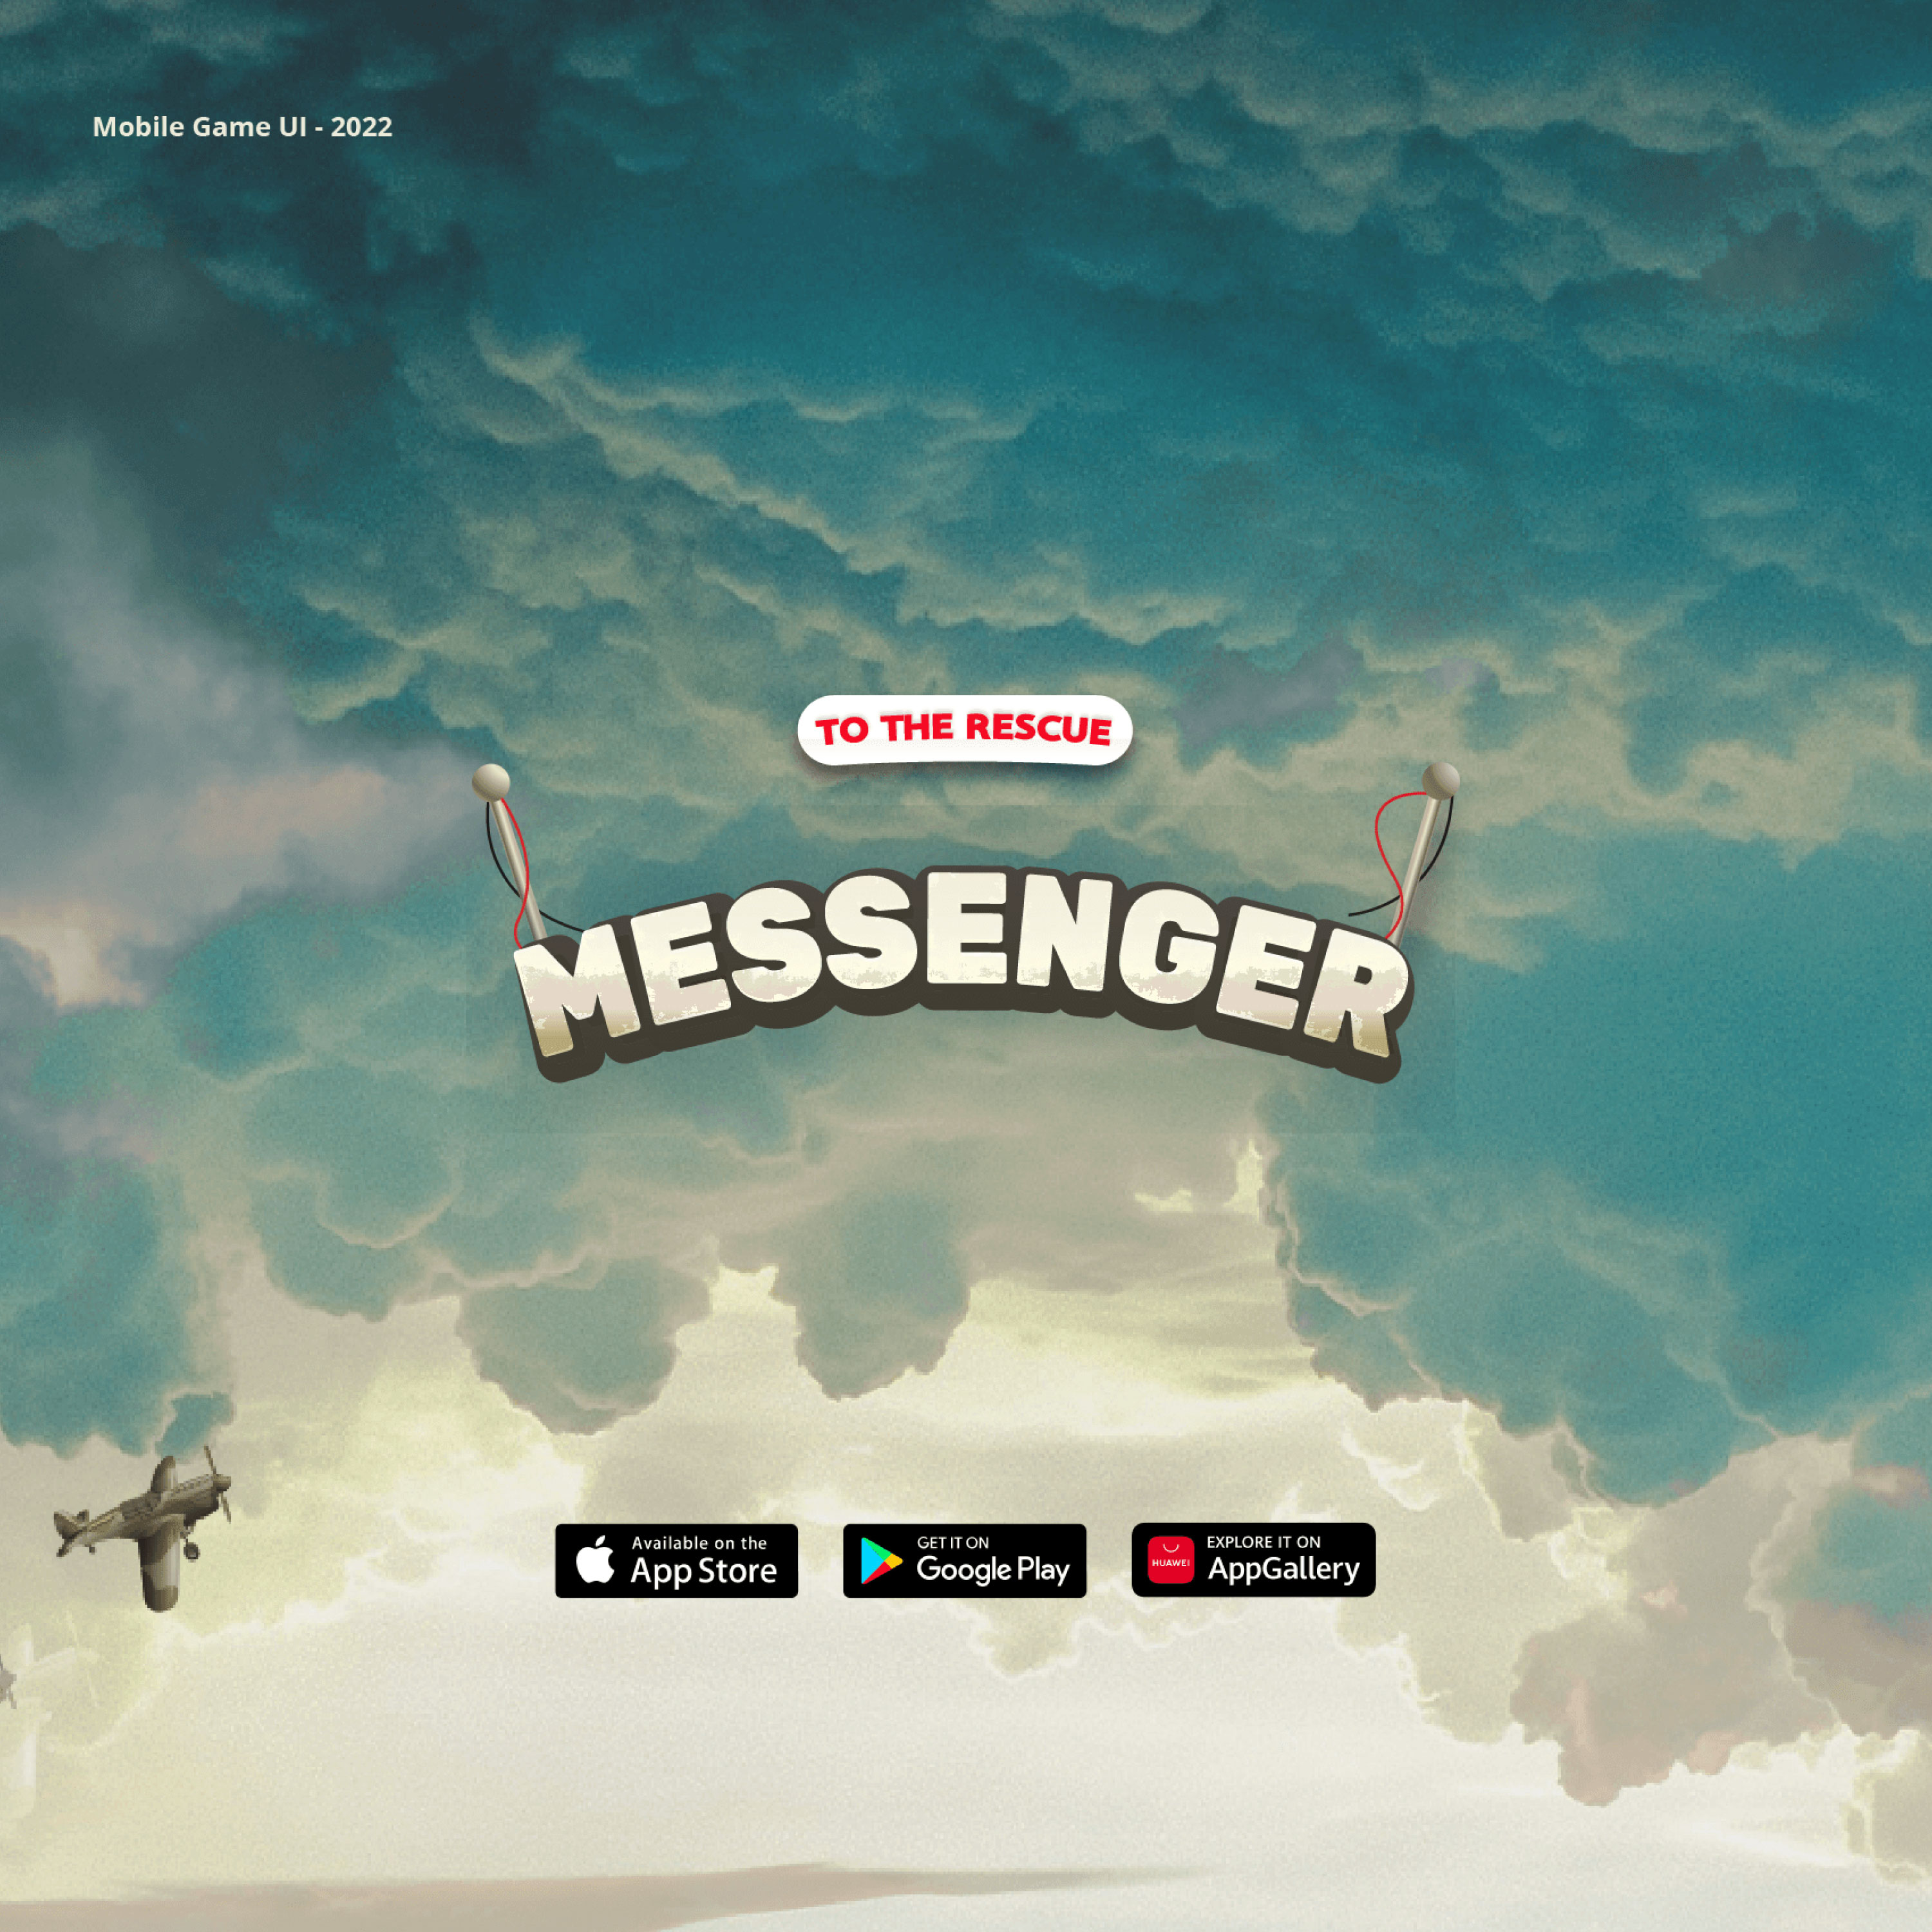 Mobile Game UI - 2022
TO THE RESCUE
MESSENGER
Available on the
App Store
GET IT ON
Google Play
HUAWEI
EXPLORE IT ON
AppGallery